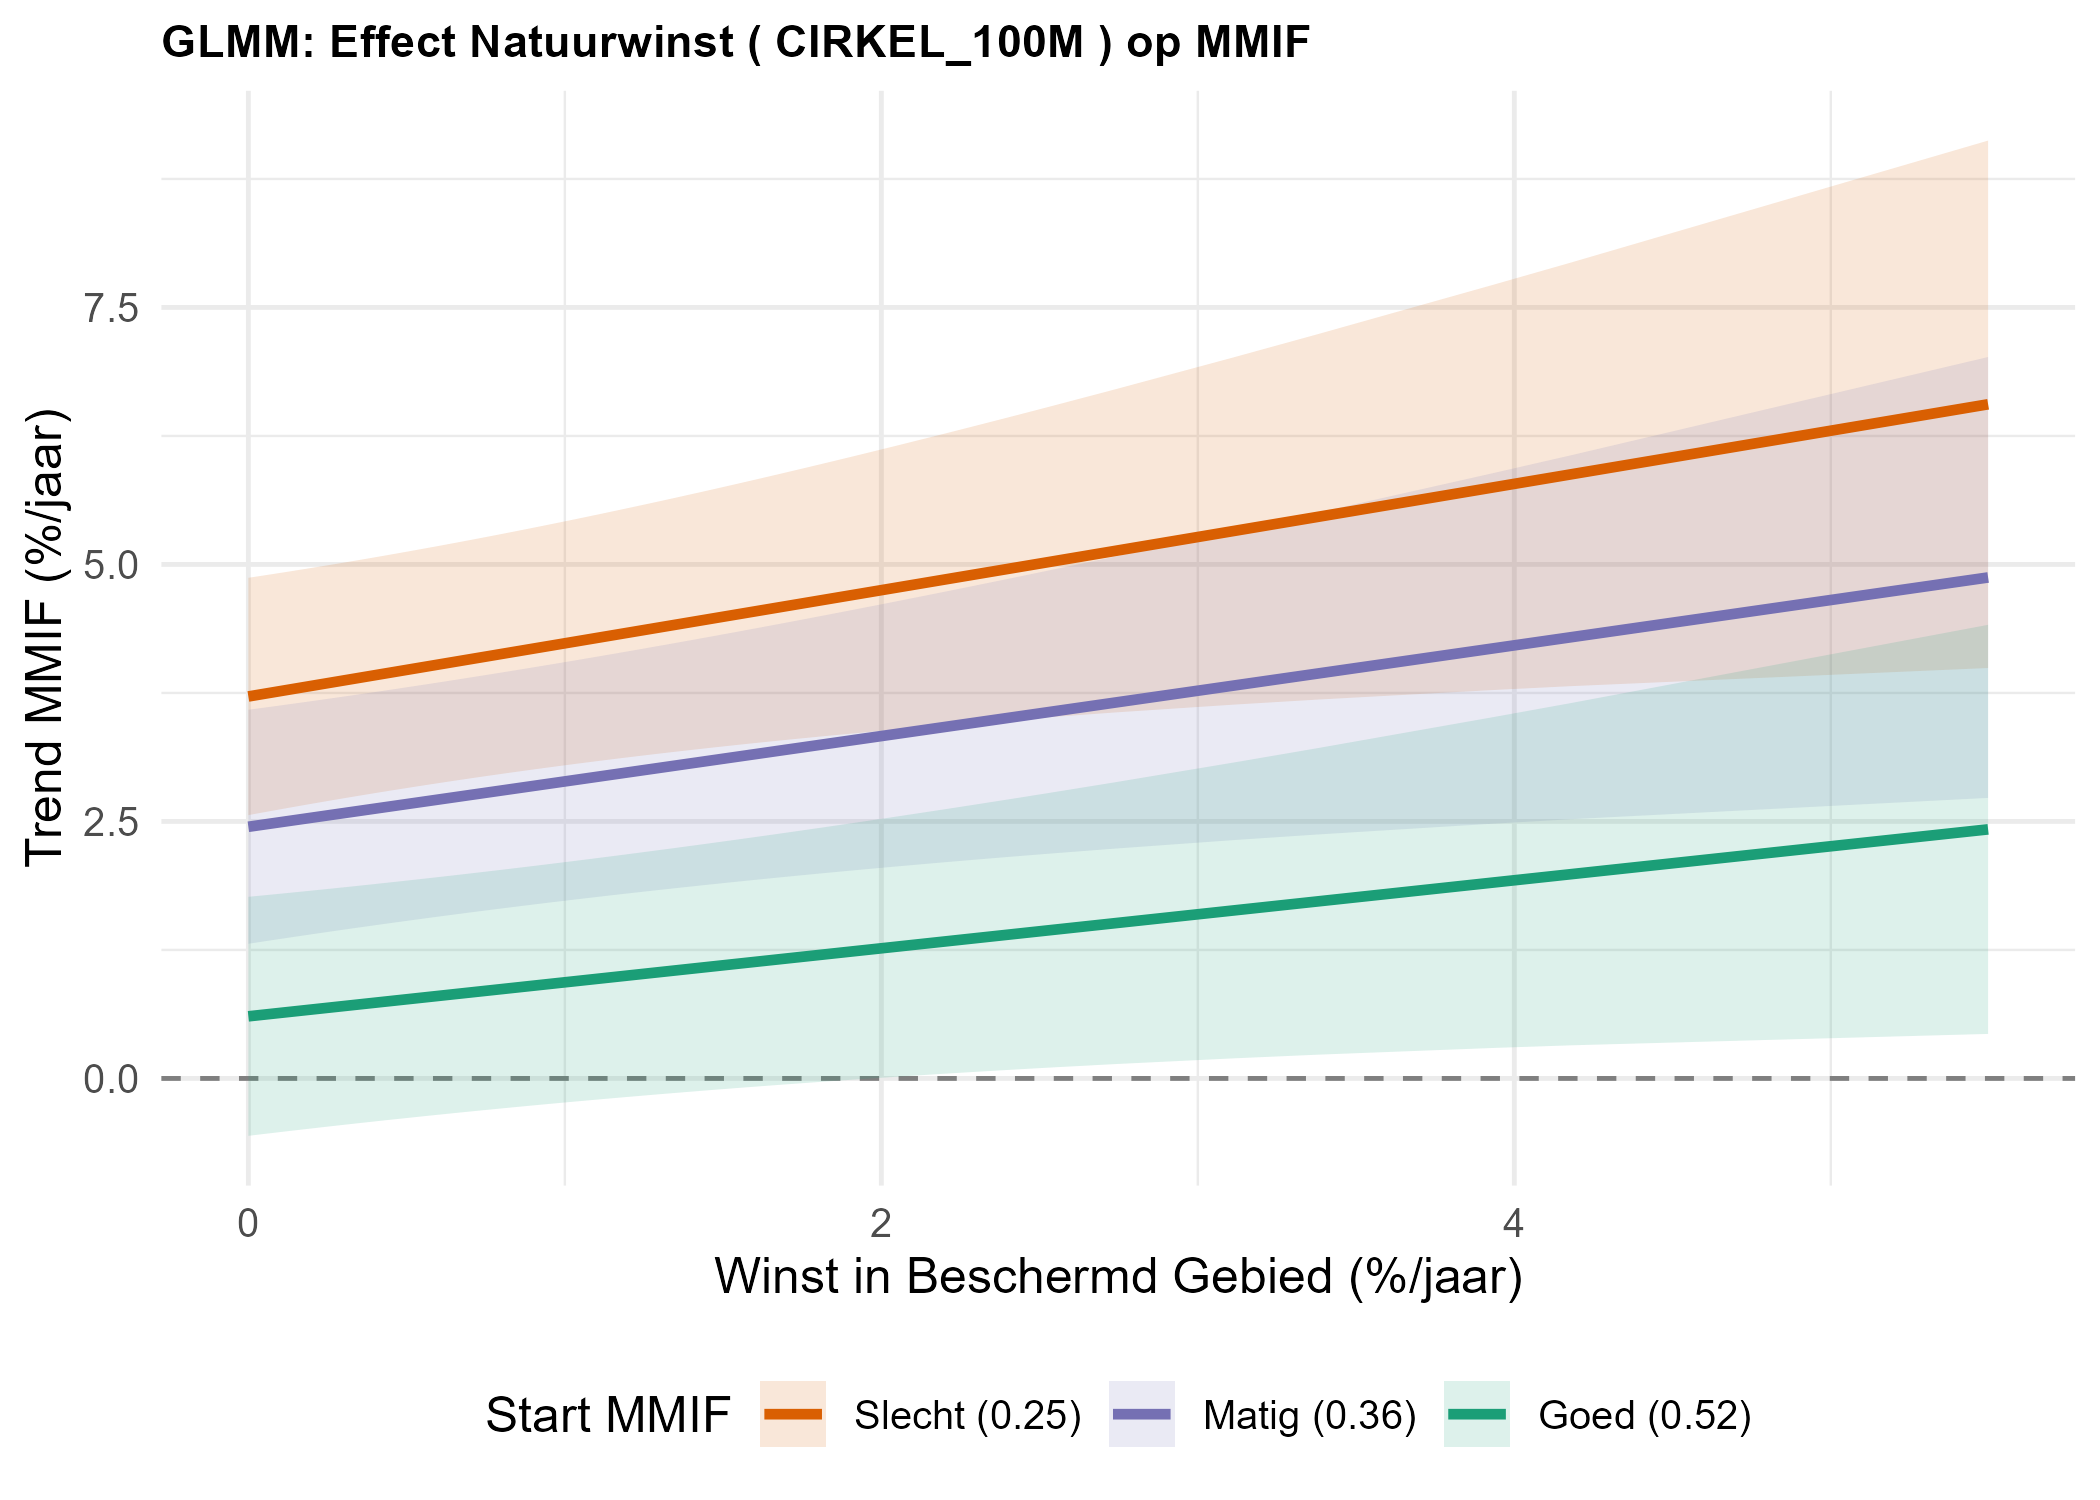 GLMM: Effect Natuurwinst ( CIRKEL_100M ) op MMIF
Trend MMIF (%/jaar)
7.5
5.0
2.5
0.0
0 2 4
Winst in Beschermd Gebied (%/jaar)
Start MMIF Slecht (0.25) Matig (0.36) Goed (0.52)